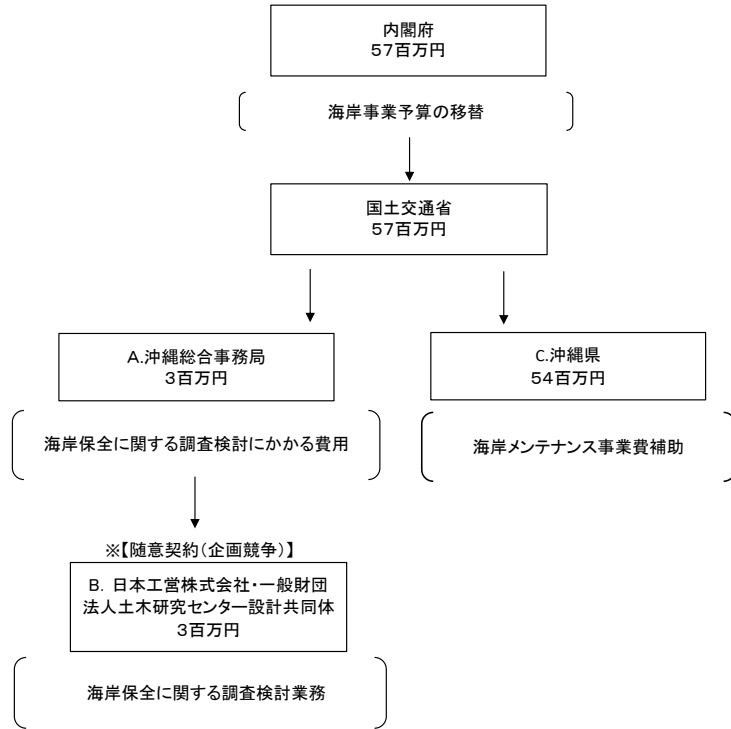 内閣府
57百万円
海岸事業予算の移替
国土交通省
57百万円
A.沖縄総合事務局
3百万円
C.沖縄県
54百万円
海岸保全に関する調査検討にかかる費用
海岸メンテナンス事業費補助
※【随意契約(企画競争)】
B. 日本工営株式会社・一般財団
法人土木研究センター設計共同体
3百万円
海岸保全に関する調査検討業務